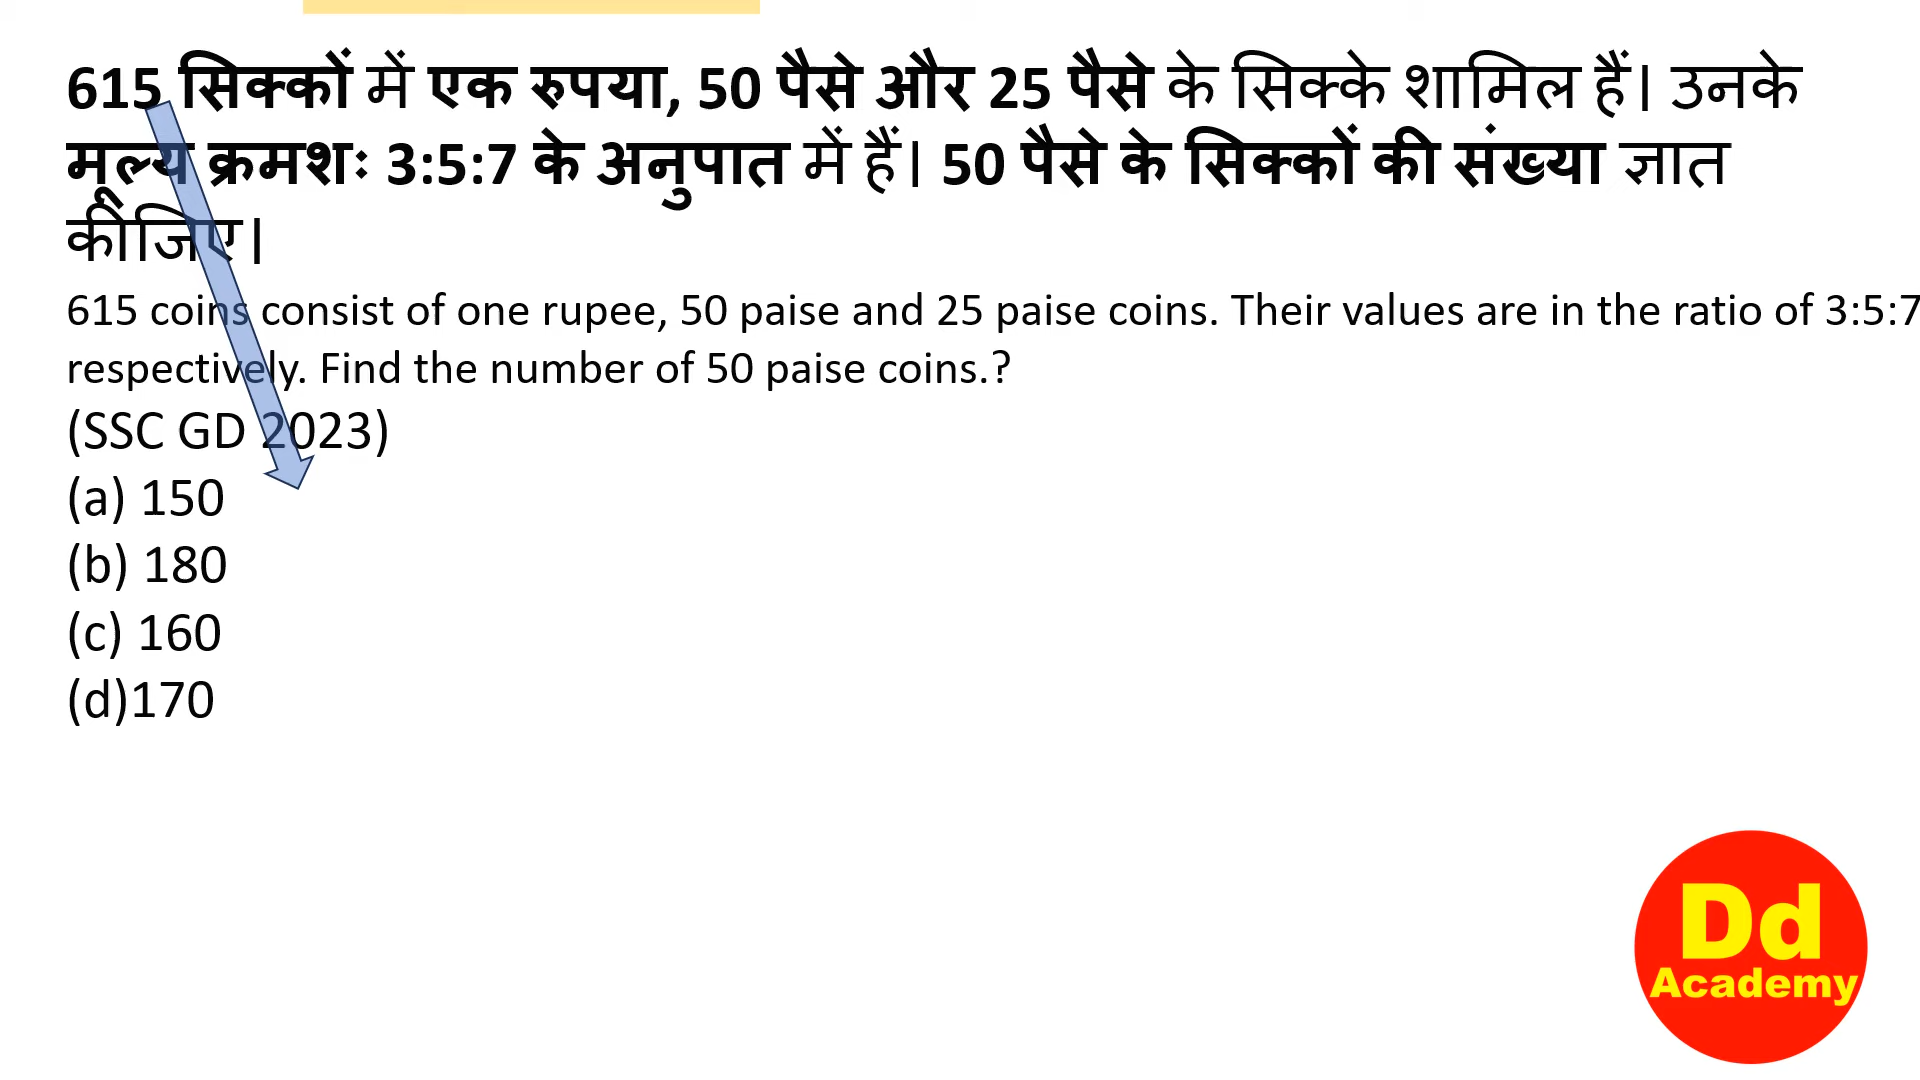 615 सिक्कों में एक रुपया, 50 पैसे और 25 पैसे के सिक्के शामिल हैं। उनके
मूल्य क्रमशः 3:5:7 के अनुपात में हैं। 50 पैसे के सिक्कों की संख्या ज्ञात
कीजिए।
615 coins consist of one rupee, 50 paise and 25 paise coins. Their values are in the ratio of 3:5:7
respectively. Find the number of 50 paise coins.?
(SSC GD 2023)
(a) 150
(b) 180
(c) 160
(d)170
Dd
Academy